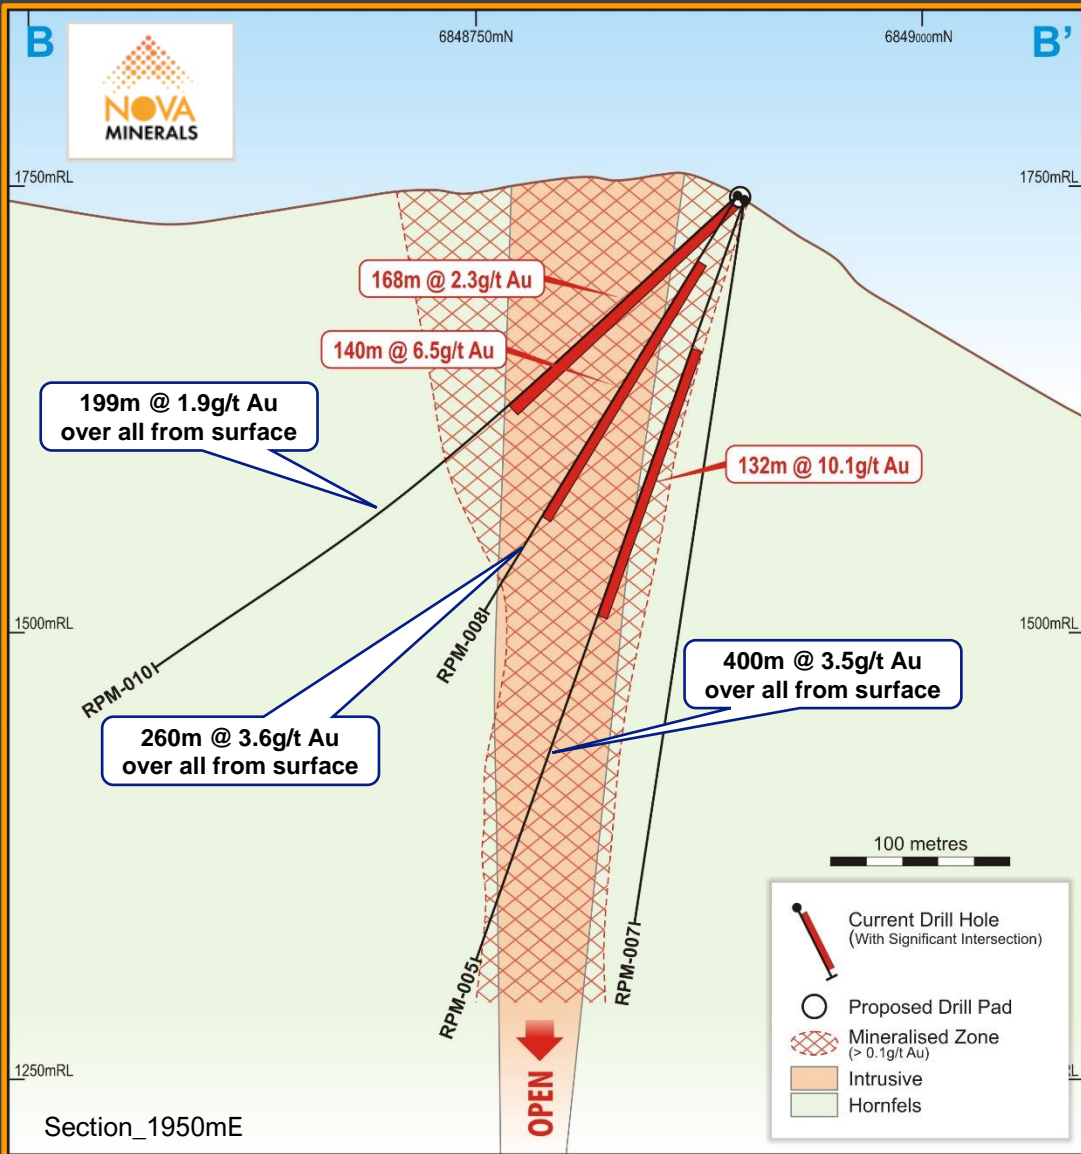 B
6848750mN
6849000mN
B’
NOVA
MINERALS
1750mRL
1750mRL
168m @ 2.3g/t Au
140m @ 6.5g/t Au
199m @ 1.9g/t Au
over all from surface
132m @ 10.1g/t Au
1500mRL
1500mRL
RPM-008
RPM-010
400m @ 3.5g/t Au
over all from surface
260m @ 3.6g/t Au
over all from surface
100 metres
RPM-005
RPM-007
Current Drill Hole
(With Significant Intersection)
Proposed Drill Pad
Mineralised Zone
(> 0.1g/t Au)
Intrusive
Hornfels
1250mRL
RL
OPEN
Section_1950mE